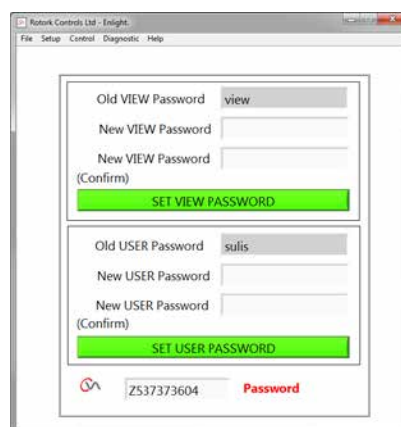 Rotork Controls Ltd - Enlight.
File Setup Control Diagnostic Help
Old VIEW Password view
New VIEW Password
New VIEW Password
(Confirm)
SET VIEW PASSWORD
Old USER Password sulis
New USER Password
New USER Password
(Confirm)
SET USER PASSWORD
Z537373604 Password